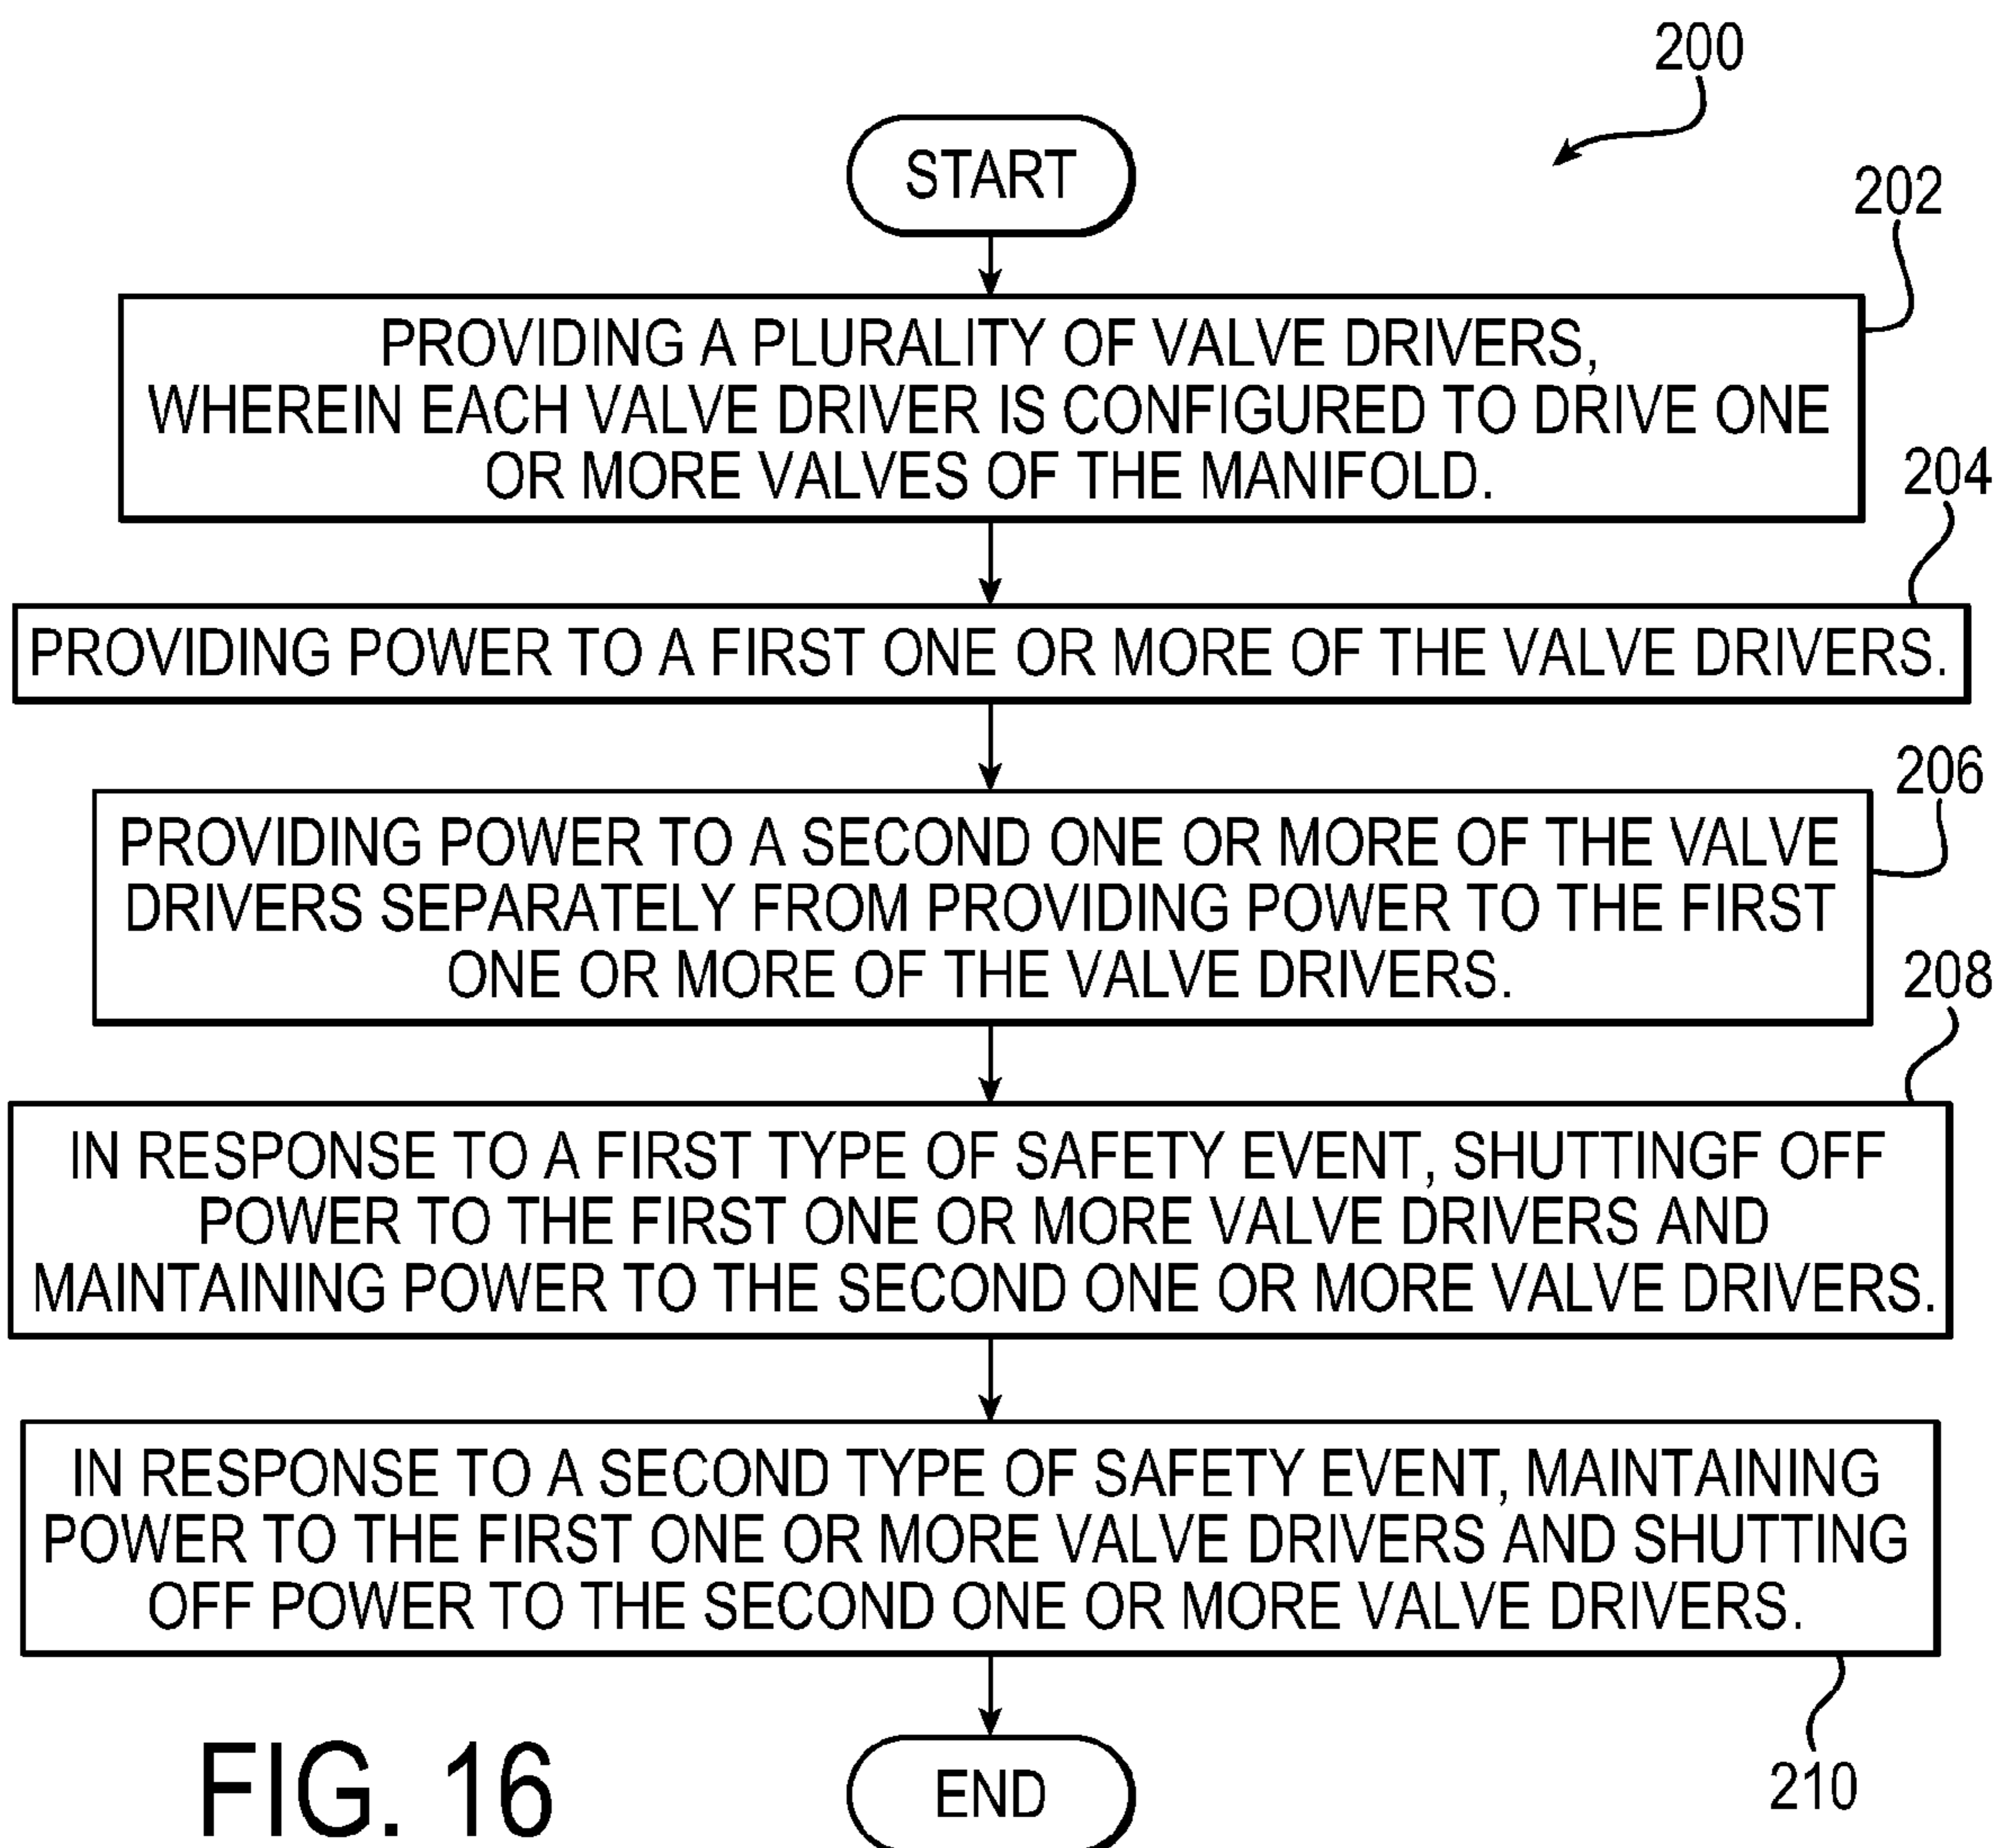 200
START
202
PROVIDING A PLURALITY OF VALVE DRIVERS,
WHEREIN EACH VALVE DRIVER IS CONFIGURED TO DRIVE ONE
OR MORE VALVES OF THE MANIFOLD.
204
PROVIDING POWER TO A FIRST ONE OR MORE OF THE VALVE DRIVERS.
206
PROVIDING POWER TO A SECOND ONE OR MORE OF THE VALVE
DRIVERS SEPARATELY FROM PROVIDING POWER TO THE FIRST
ONE OR MORE OF THE VALVE DRIVERS.
208
IN RESPONSE TO A FIRST TYPE OF SAFETY EVENT, SHUTTINGF OFF
POWER TO THE FIRST ONE OR MORE VALVE DRIVERS AND
MAINTAINING POWER TO THE SECOND ONE OR MORE VALVE DRIVERS.
IN RESPONSE TO A SECOND TYPE OF SAFETY EVENT, MAINTAINING
POWER TO THE FIRST ONE OR MORE VALVE DRIVERS AND SHUTTING
OFF POWER TO THE SECOND ONE OR MORE VALVE DRIVERS.
210
END
FIG. 16